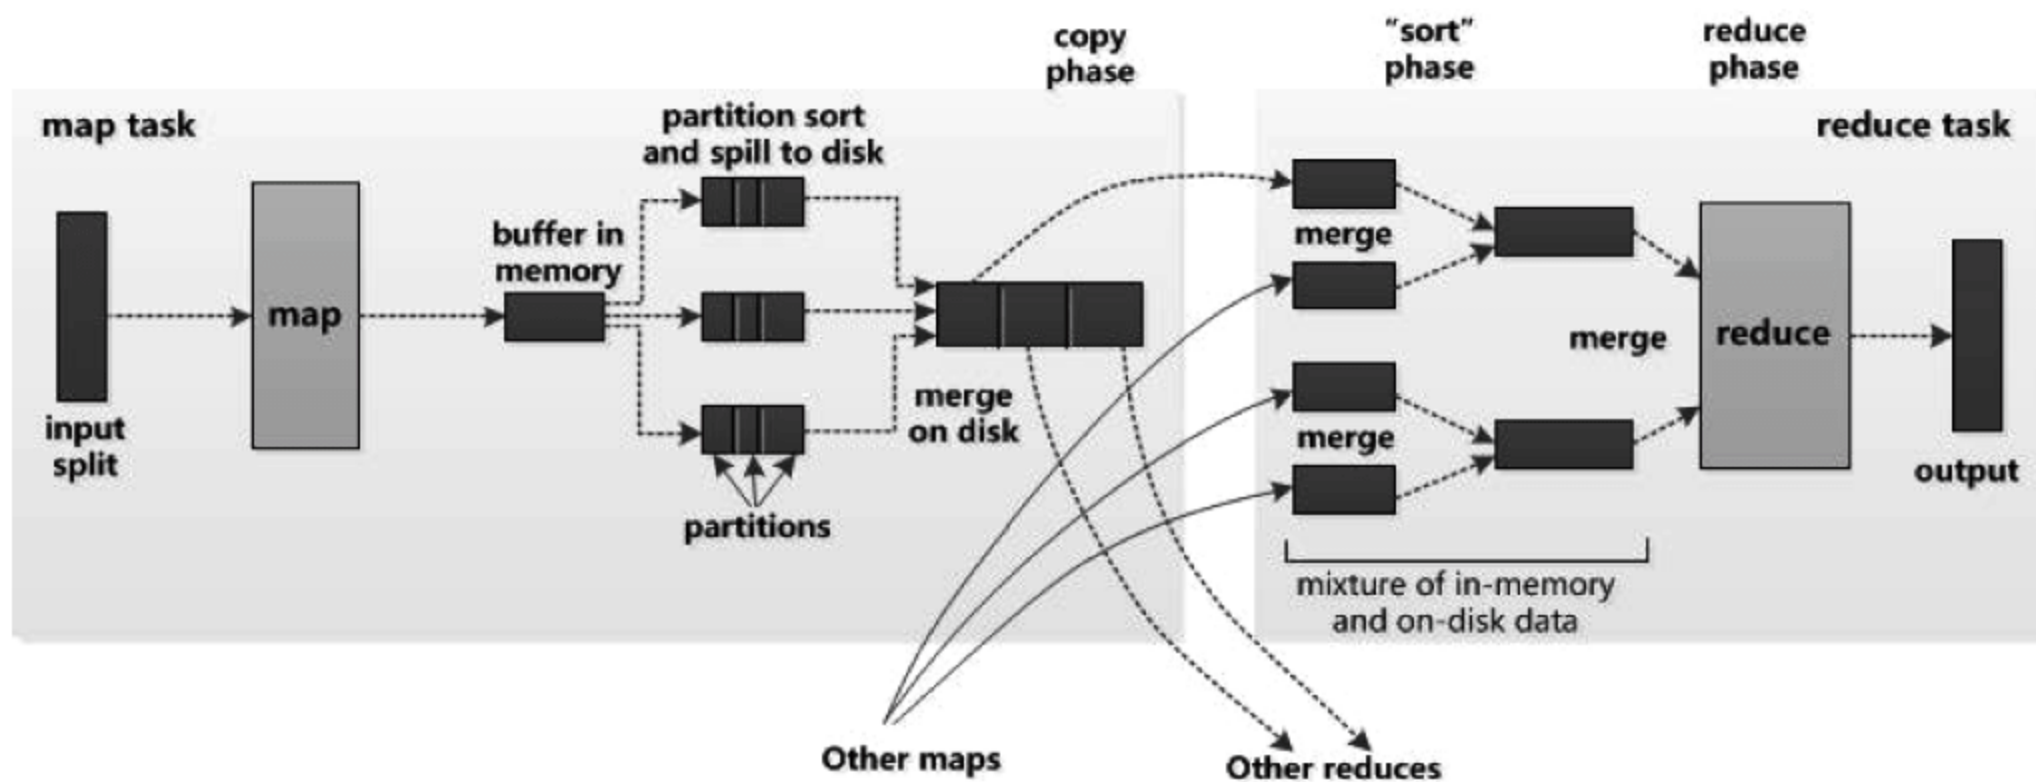 copy
phase
"sort"
phase
reduce
phase
map task
partition sort
and spill to disk
reduce task
buffer in
memory
merge
map
merge
reduce
input
split
merge
on disk
merge
output
partitions
mixture of in-memory
and on-disk data
Other maps
Other reduces